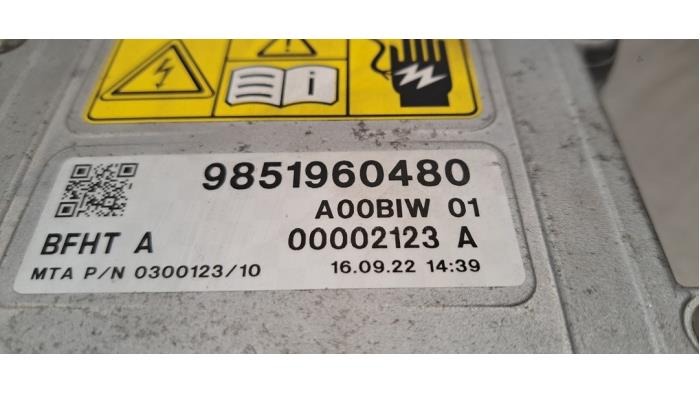 9851960480
A00BIW 01
BFHT A 00002123 A
MTA P/N 0300123/10 16.09.22 14:39